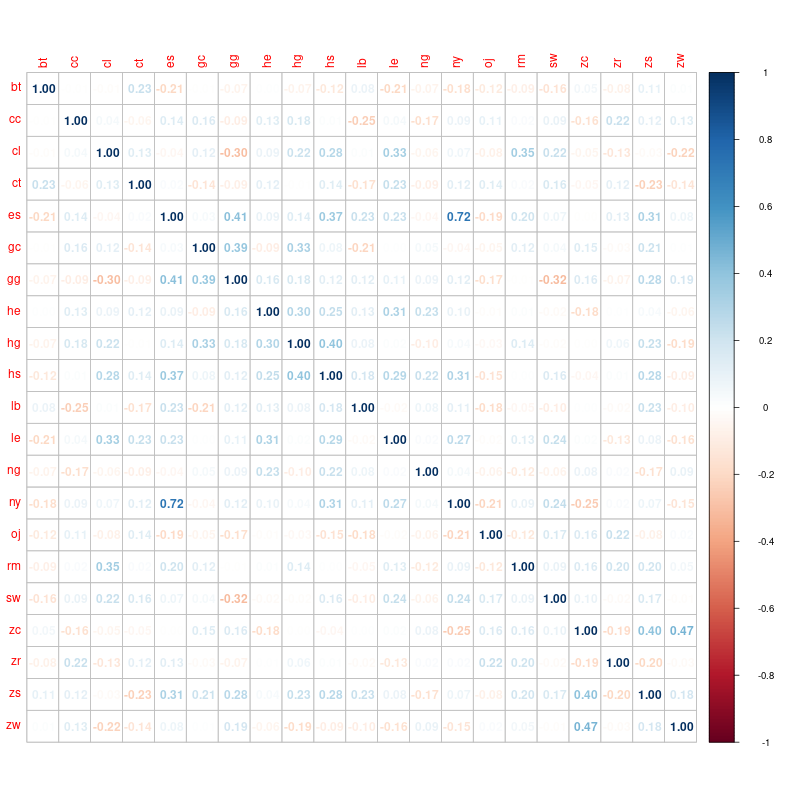 bt cc cl ct es gc gg he hg hs lb le ng ny oj rm sw zc zr zs zw
bt 1.00 0.23 -0.21 -0.07 -0.07 -0.12 0.08 -0.21 -0.07 -0.18 -0.12 -0.09 -0.16 0.05 -0.08 0.11
cc 1.00 0.14 0.16 -0.09 0.13 0.18 -0.25 -0.17 0.09 0.11 0.09 -0.16 0.22 0.12 0.13
cl 1.00 0.13 0.12 -0.30 0.09 0.22 0.28 0.33 0.07 -0.08 0.35 0.22 -0.13 -0.22
ct 0.23 0.13 1.00 -0.14 -0.09 0.12 0.14 -0.17 0.23 -0.09 0.12 0.14 0.16 0.12 -0.23 -0.14
es -0.21 0.14 1.00 0.41 0.09 0.14 0.37 0.23 0.23 0.72 -0.19 0.20 0.07 0.13 0.31 0.08
gc 0.16 0.12 -0.14 1.00 0.39 -0.09 0.33 0.08 -0.21 0.12 0.15 0.21
gg -0.07 -0.09 -0.30 -0.09 0.41 0.39 1.00 0.16 0.18 0.12 0.12 0.11 0.09 0.12 -0.17 -0.32 0.16 -0.07 0.28 0.19
he 0.13 0.09 0.12 0.09 -0.09 0.16 1.00 0.30 0.25 0.13 0.31 0.23 0.10 -0.18
hg -0.07 0.18 0.22 0.14 0.33 0.18 0.30 1.00 0.40 0.08 -0.10 0.14 0.23 -0.19
hs -0.12 0.28 0.14 0.37 0.08 0.12 0.25 0.40 1.00 0.18 0.29 0.22 0.31 -0.15 0.16 0.28 -0.09
lb 0.08 -0.25 -0.17 0.23 -0.21 0.12 0.13 0.08 0.18 1.00 0.08 0.11 -0.18 -0.10 0.23 -0.10
le -0.21 0.33 0.23 0.23 0.11 0.31 0.29 1.00 0.27 0.13 0.24 -0.13 0.08 -0.16
ng -0.07 -0.17 -0.09 0.09 0.23 -0.10 0.22 0.08 1.00 -0.12 0.08 -0.17 0.09
ny -0.18 0.09 0.07 0.12 0.72 0.12 0.10 0.31 0.11 0.27 1.00 -0.21 0.09 0.24 -0.25 0.07 -0.15
oj -0.12 0.11 -0.08 0.14 -0.19 -0.17 -0.15 -0.18 -0.21 1.00 -0.12 0.17 0.16 0.22 -0.08
rm -0.09 0.35 0.20 0.12 0.14 0.13 -0.12 0.09 -0.12 1.00 0.09 0.16 0.20 0.20
sw -0.16 0.09 0.22 0.16 0.07 -0.32 0.16 -0.10 0.24 0.24 0.17 0.09 1.00 0.10 0.17
zc 0.05 -0.16 0.15 0.16 -0.18 0.08 -0.25 0.16 0.16 0.10 1.00 -0.19 0.40 0.47
zr -0.08 0.22 -0.13 0.12 0.13 -0.07 -0.13 0.22 0.20 -0.19 1.00 -0.20
zs 0.11 0.12 -0.23 0.31 0.21 0.28 0.23 0.28 0.23 0.08 -0.17 0.07 -0.08 0.20 0.17 0.40 -0.20 1.00 0.18
zw 0.13 -0.22 -0.14 0.08 0.19 -0.19 -0.09 -0.10 -0.16 0.09 -0.15 0.47 0.18 1.00
1
0.8
0.6
0.4
0.2
0
-0.2
-0.4
-0.6
-0.8
-1